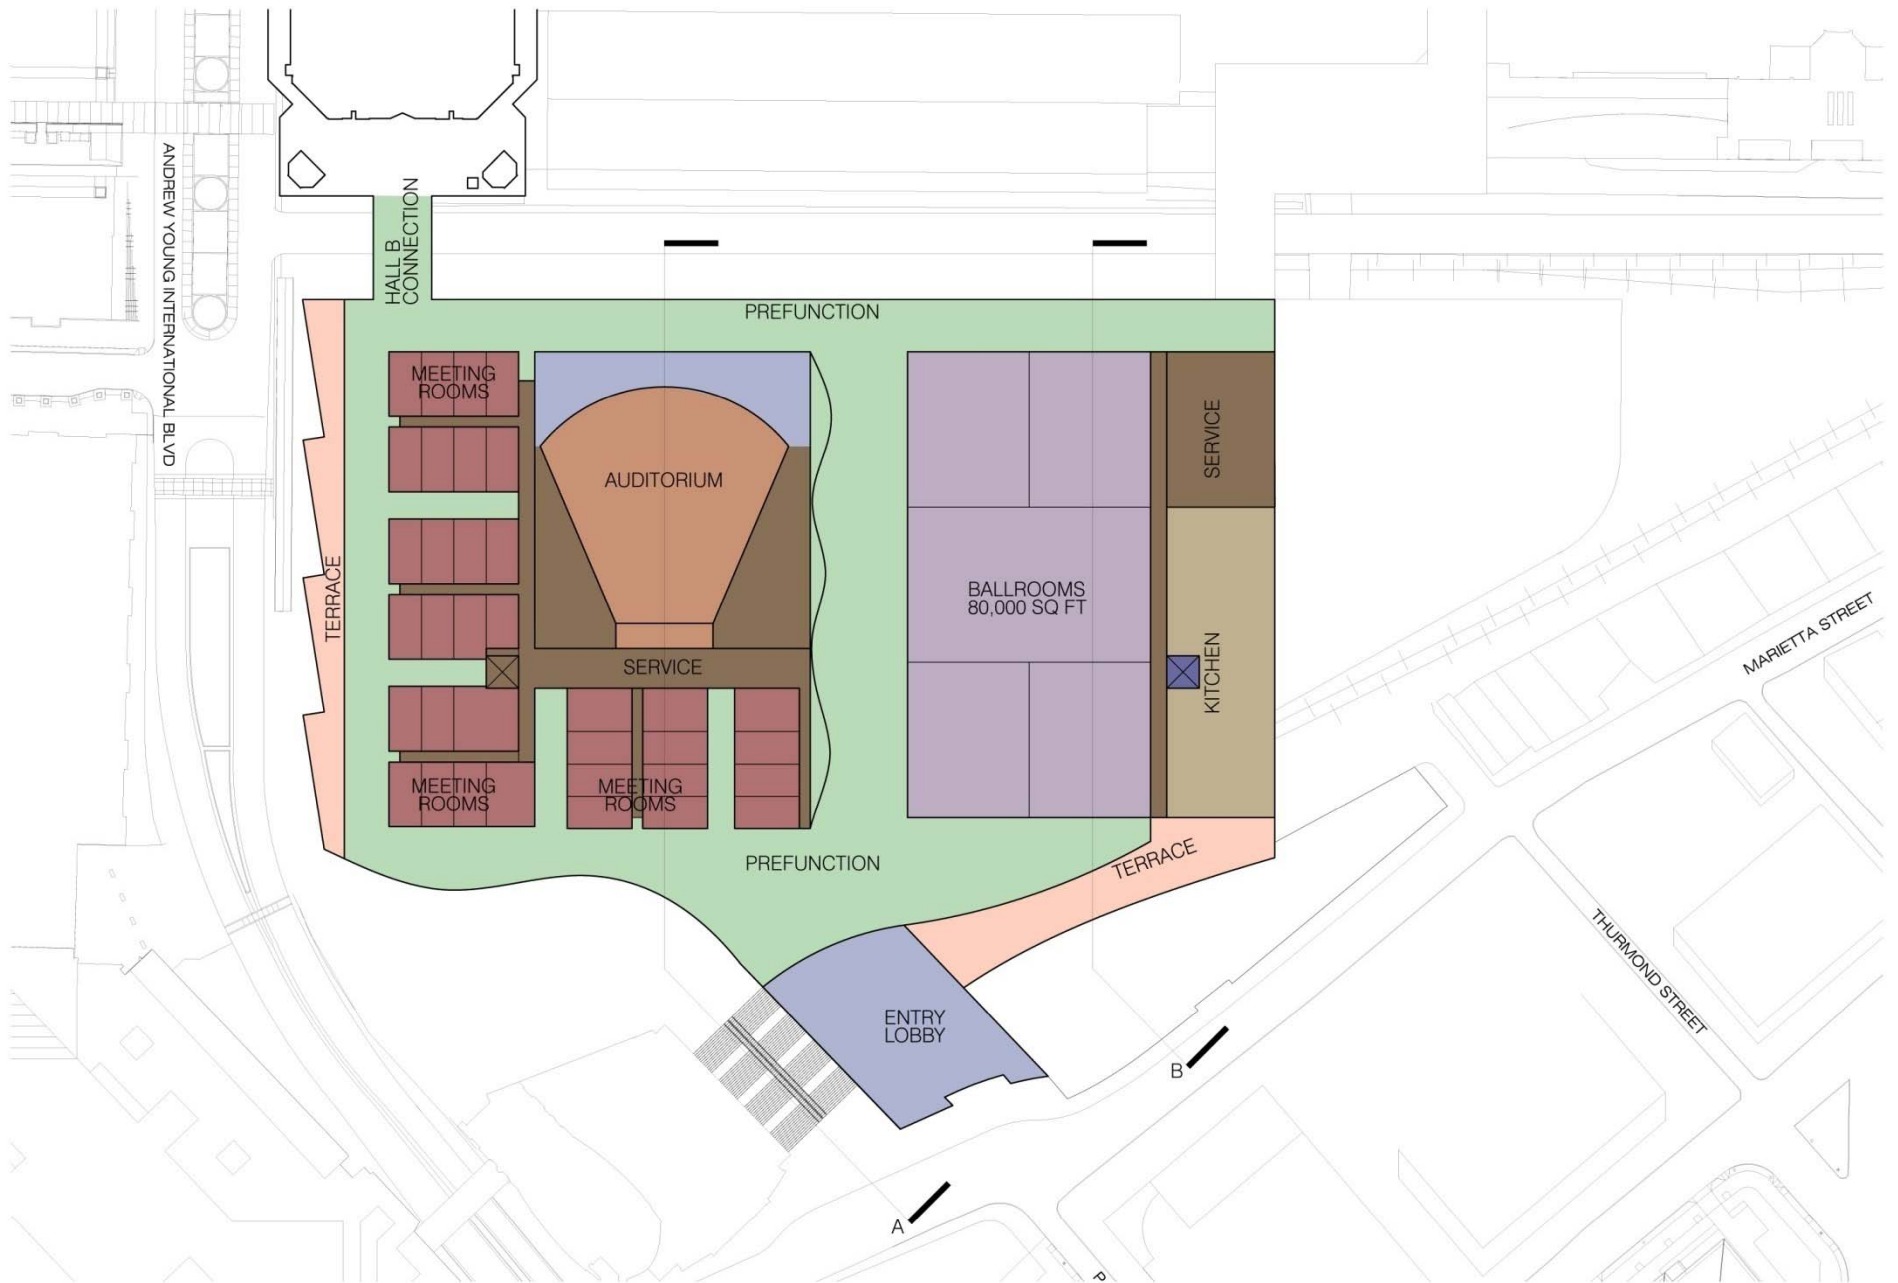 ANDREW YOUNG INTERNATIONAL BLVD
HALL B
CONNECTION
PREFUNCTION
MEETING
ROOMS
AUDITORIUM
SERVICE
TERRACE
BALLROOMS
80,000 SQ FT
KITCHEN
SERVICE
MARIETTA STREET
MEETING
ROOMS
MEETING
ROOMS
PREFUNCTION
TERRACE
THURMOND STREET
ENTRY
LOBBY
B
A